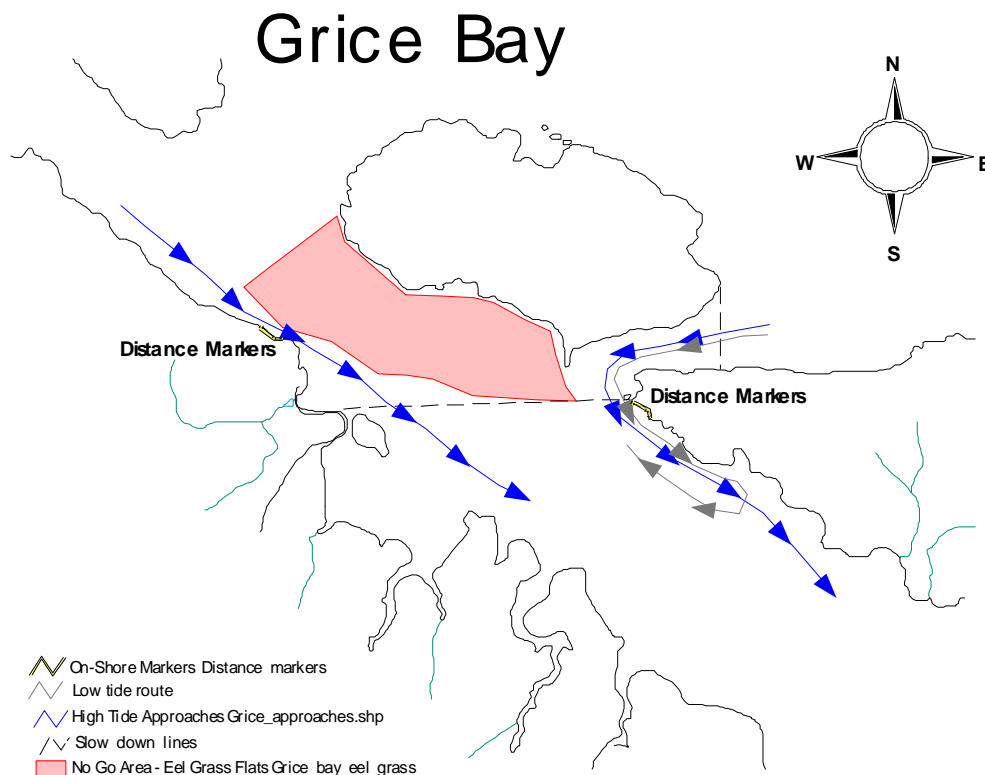 Grice Bay
N
W
E
S
Distance Markers
Distance Markers
On-Shore Markers Distance markers
Low tide route
High Tide Approaches Grice_approaches.shp
Slow down lines
No Go Area - Eel Grass Flats Grice bay eel grass